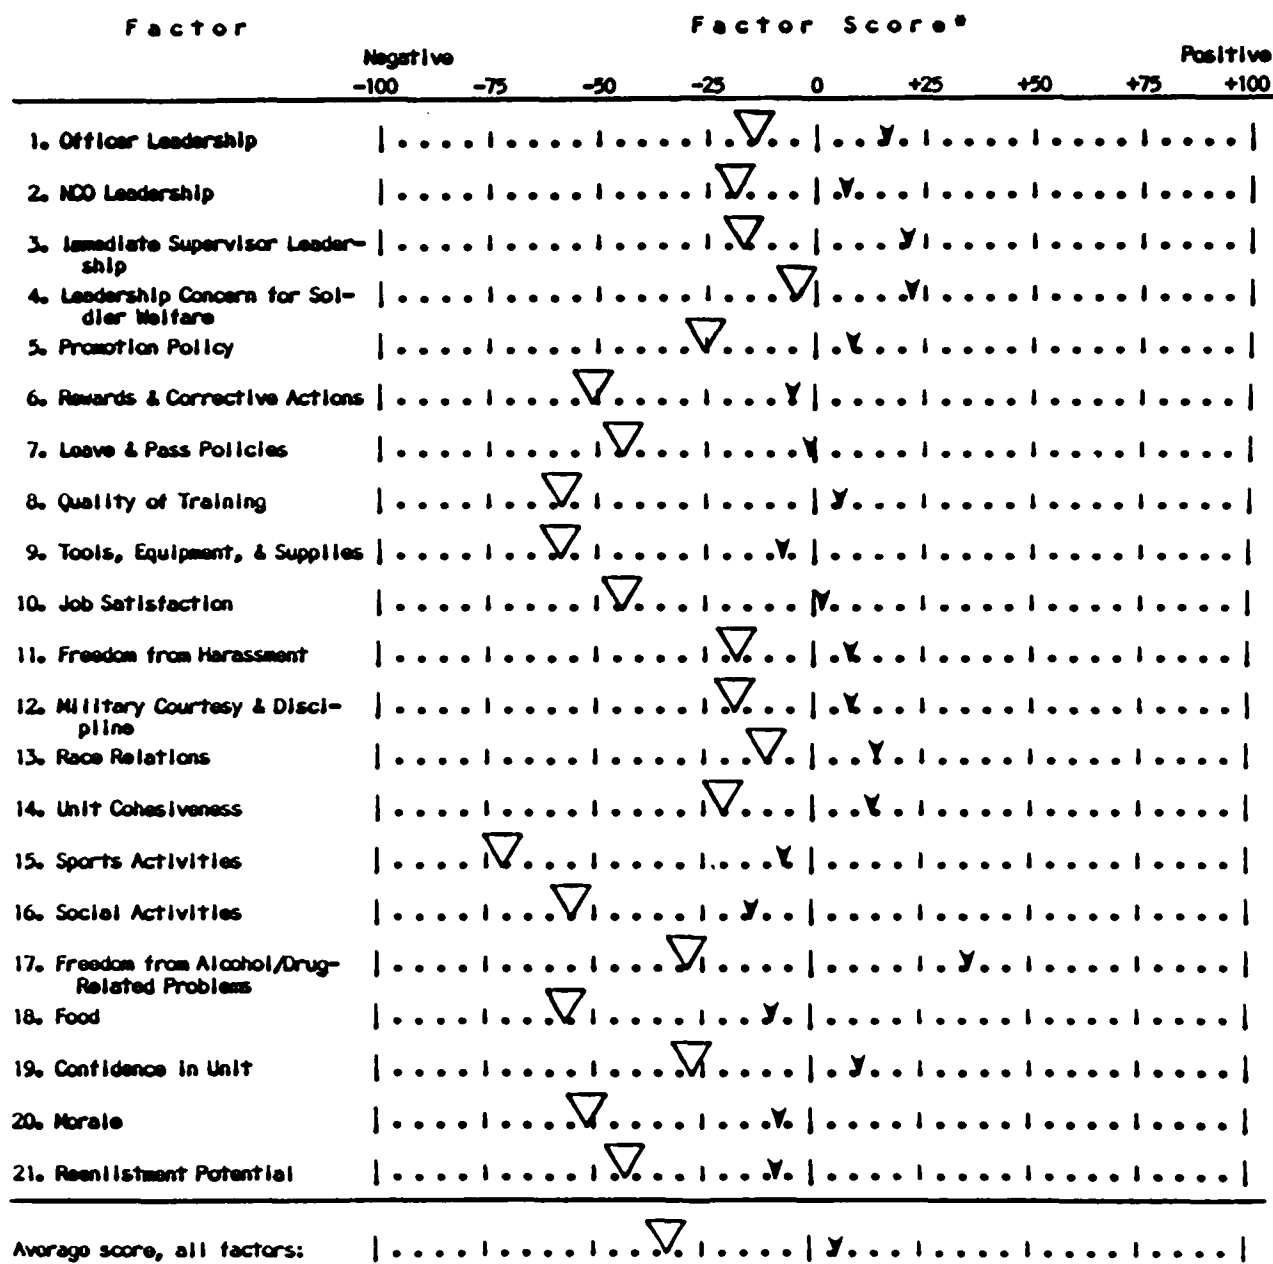 Factor Factor Score*
Negative Positive
-100 -75 -50 -25 0 +25 +50 +75 +100
1. Officer Leadership
2. NCO Leadership
3. Immediate Supervisor Leader-
ship
4. Leadership Concern for Sol-
dier Welfare
5. Promotion Policy
6. Rewards & Corrective Actions
7. Leave & Pass Policies
8. Quality of Training
9. Tools, Equipment, & Supplies
10. Job Satisfaction
11. Freedom from Harassment
12. Military Courtesy & Disci-
pline
13. Race Relations
14. Unit Cohesiveness
15. Sports Activities
16. Social Activities
17. Freedom from Alcohol/Drug-
Related Problems
18. Food
19. Confidence in Unit
20. Morale
21. Reenlistment Potential
Average score, all factors: